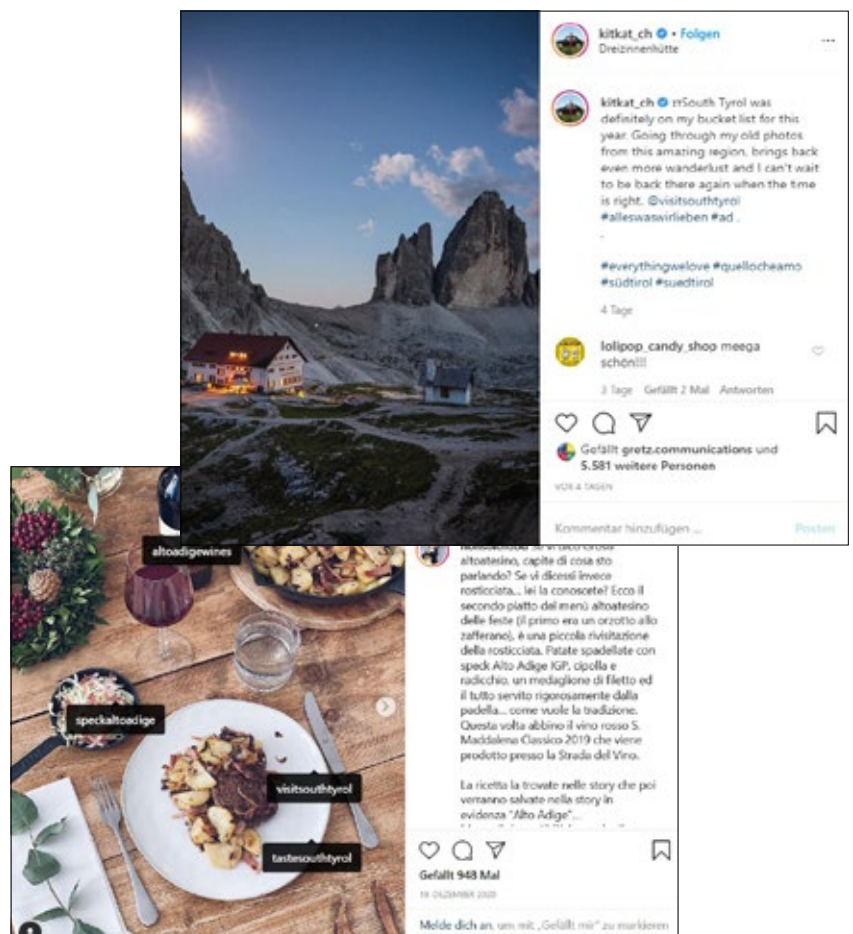 kitkat_ch • Folgen
Dreizinnenhütte
kitkat_ch South Tyrol was
definitely on my bucket list for this
year. Going through my old photos
from this amazing region, brings back
even more wanderlust and I can't wait
to be back there again when the time
is right. @visitsouthtyrol
#alleswaswirlieben #ad .
.
#everythingwelove #quellocheamo
#südtirol #suedtirol
4 Tage
lolipop_candy_shop meega
schön!!!
3 Tage Gefällt 2 Mal Antworten
Gefällt gretz.communications und
5.581 weitere Personen
VOR 4 TAGEN
Kommentar hinzufügen ...
Posten
altoadigewines
speckaltoadige
visitsouthtyrol
tastesouthtyrol
altoatesino, capite di cosa sto
parlando? Se vi dicessi invece
rosticciata... lei la conoscete? Ecco il
secondo piatto del menù altoatesino
delle feste (il primo era un orzotto allo
zafferano), è una piccola rivisitazione
della rosticciata. Patate spadellate con
speck Alto Adige IGP, cipolla e
radicchio, un medaglione di filetto ed
il tutto servito rigorosamente dalla
padella... come vuole la tradizione.
Questa volta abbino il vino rosso S.
Maddalena Classico 2019 che viene
prodotto presso la Strada del Vino.
La ricetta la trovate nelle story che poi
verranno salvate nella story in
evidenza "Alto Adige"...
Gefällt 948 Mal
19. DEZEMBER 2020
Melde dich an, um mit „Gefällt mir" zu markieren